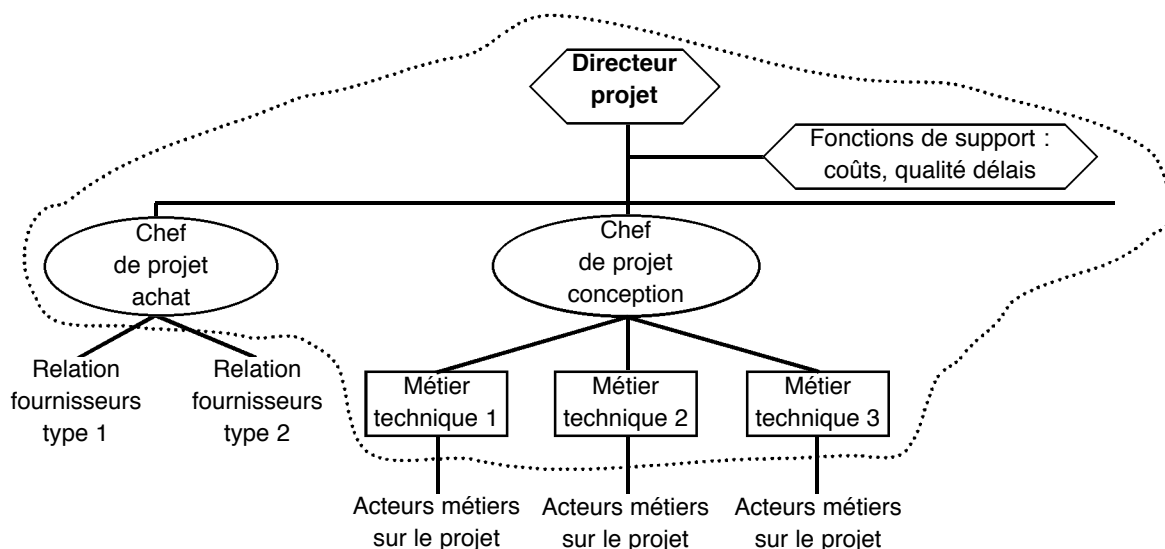 Directeur
projet
Fonctions de support :
coûts, qualité délais
Chef
de projet
achat
Chef
de projet
conception
Relation
fournisseurs
type 1
Relation
fournisseurs
type 2
Métier
technique 1
Métier
technique 2
Métier
technique 3
Acteurs métiers
sur le projet
Acteurs métiers
sur le projet
Acteurs métiers
sur le projet